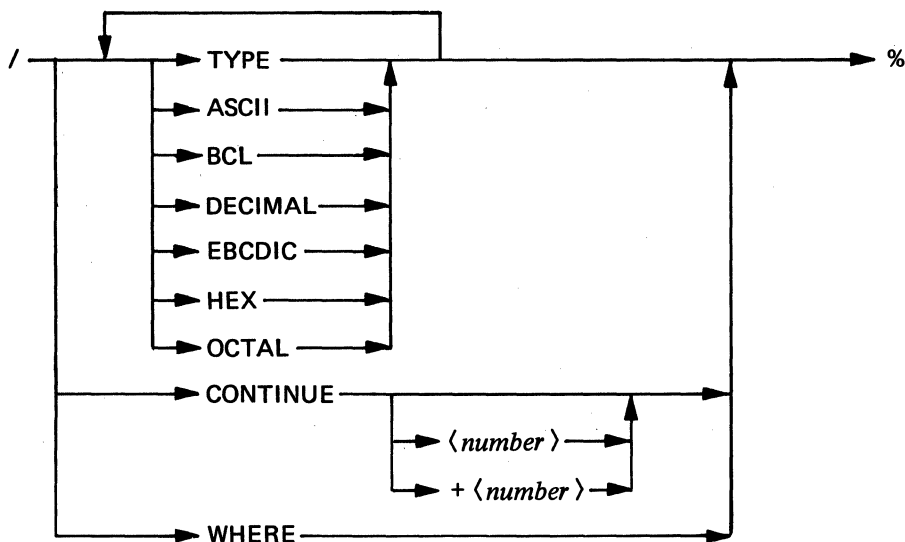 / TYPE %
ASCII
BCL
DECIMAL
EBCDIC
HEX
OCTAL
CONTINUE
〈number〉
+〈number〉
WHERE